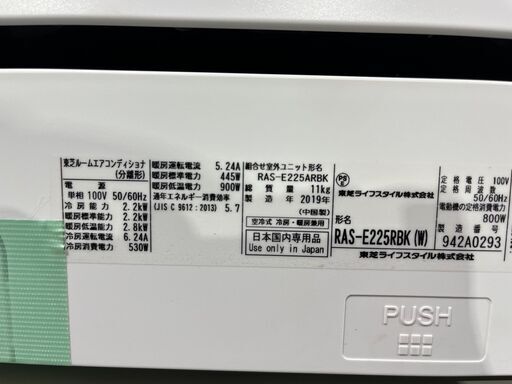 東芝ルームエアコンディショナ
(分離形)
電 源
単相 100V 50/60Hz
冷房能力 2.2kW
暖房標準能力 2.2kW
暖房低温能力 2.8kW
冷房運転電流 6.24A
冷房消費電力 530W
暖房運転電流 5.24A
暖房標準電力 445W
暖房低温電力 900W
通年エネルギー消費効率
(JIS C 9612:2013) 5.7
組合せ室外ユニット形名
RAS-E225ARBK
総質量 11kg
製造年 2019年
(中国製)
空冷式 冷房・暖房兼用
日本国内専用品
Use only in Japan
PS
E
東芝ライフスタイル株式会社
形名
RAS-E225RBK(W)
東芝ライフスタイル株式会社
定格電圧 100V
定格周波数
50/60Hz
電動機の定格消費電力
800W
製造番号
942A0293
PUSH